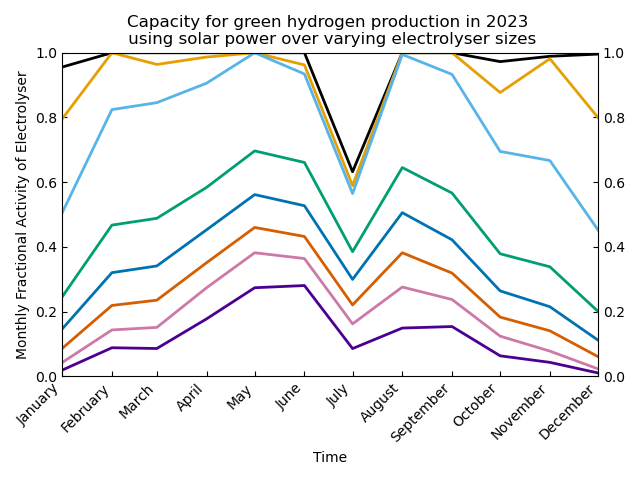 Capacity for green hydrogen production in 2023
using solar power over varying electrolyser sizes
1.0
0.8
0.6
0.4
0.2
0.0
Monthly Fractional Activity of Electrolyser
1.0
0.8
0.6
0.4
0.2
0.0
January
February
March
April
May
June
July
August
September
October
November
December
Time